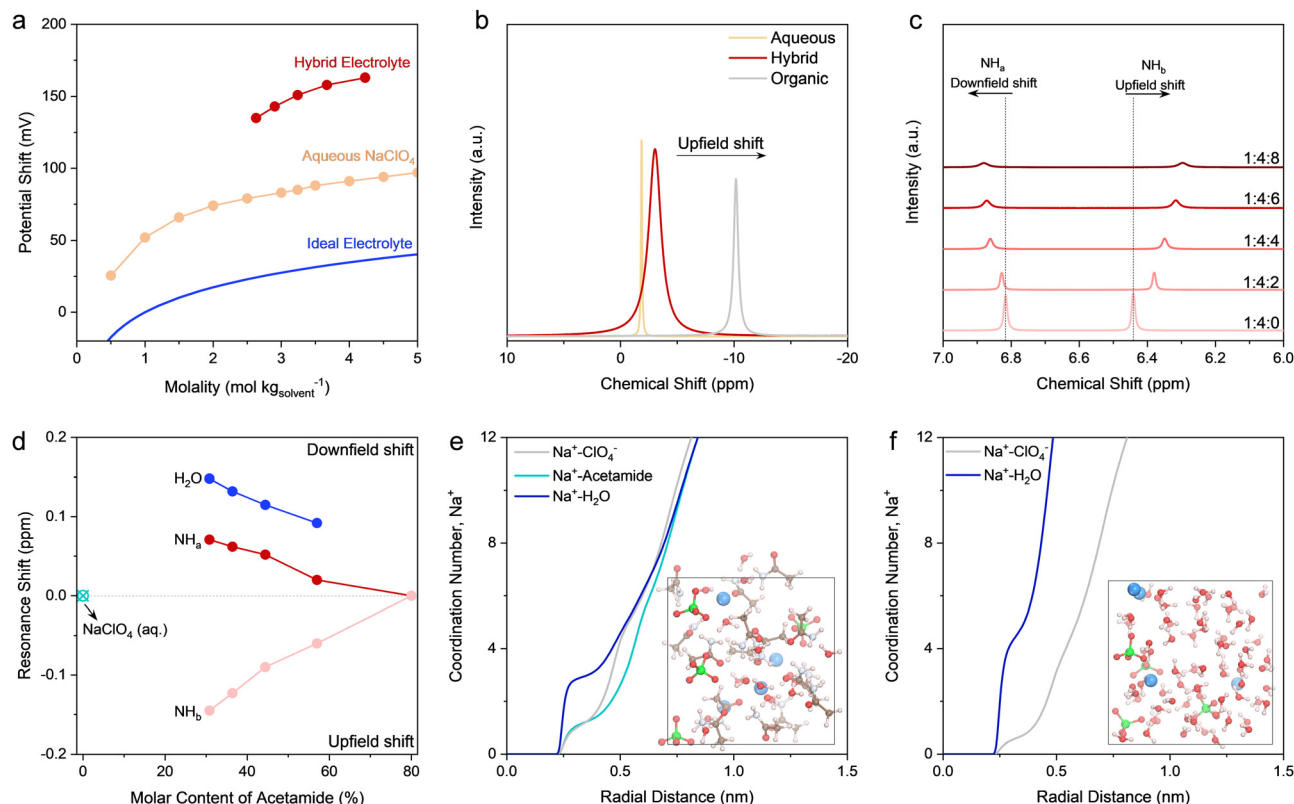 a
200
150
100
50
0
0
1
2
3
4
5
Potential Shift (mV)
Molality (mol kgsolvent⁻¹)
Hybrid Electrolyte
Aqueous NaClO₄
Ideal Electrolyte
b
Aqueous
Hybrid
Organic
Upfield shift
Intensity (a.u.)
10
0
-10
-20
Chemical Shift (ppm)
c
NHₐ
Downfield shift
NH_b
Upfield shift
1:4:8
1:4:6
1:4:4
1:4:2
1:4:0
Intensity (a.u.)
7.0
6.8
6.6
6.4
6.2
6.0
Chemical Shift (ppm)
d
0.2
0.1
0.0
-0.1
-0.2
Resonance Shift (ppm)
Downfield shift
H₂O
NHₐ
NaClO₄ (aq.)
NH_b
Upfield shift
0
20
40
60
80
Molar Content of Acetamide (%)
e
12
8
4
0
Coordination Number, Na⁺
Na⁺-ClO₄⁻
Na⁺-Acetamide
Na⁺-H₂O
0.0
0.5
1.0
1.5
Radial Distance (nm)
f
12
8
4
0
Coordination Number, Na⁺
Na⁺-ClO₄⁻
Na⁺-H₂O
0.0
0.5
1.0
1.5
Radial Distance (nm)